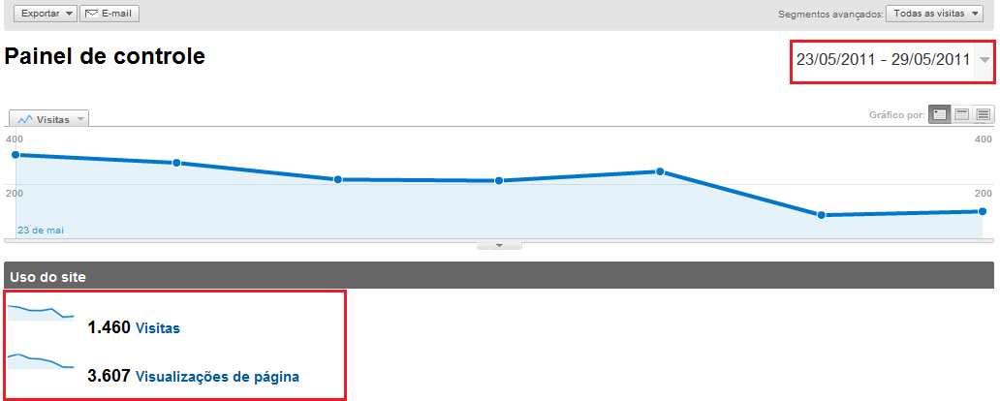 Exportar E-mail Segmentos avançados: Todas as visitas
Painel de controle
23/05/2011 - 29/05/2011
Visitas Gráfico por:
400 400
200 200
23 de mai
Uso do site
1.460 Visitas
3.607 Visualizações de página